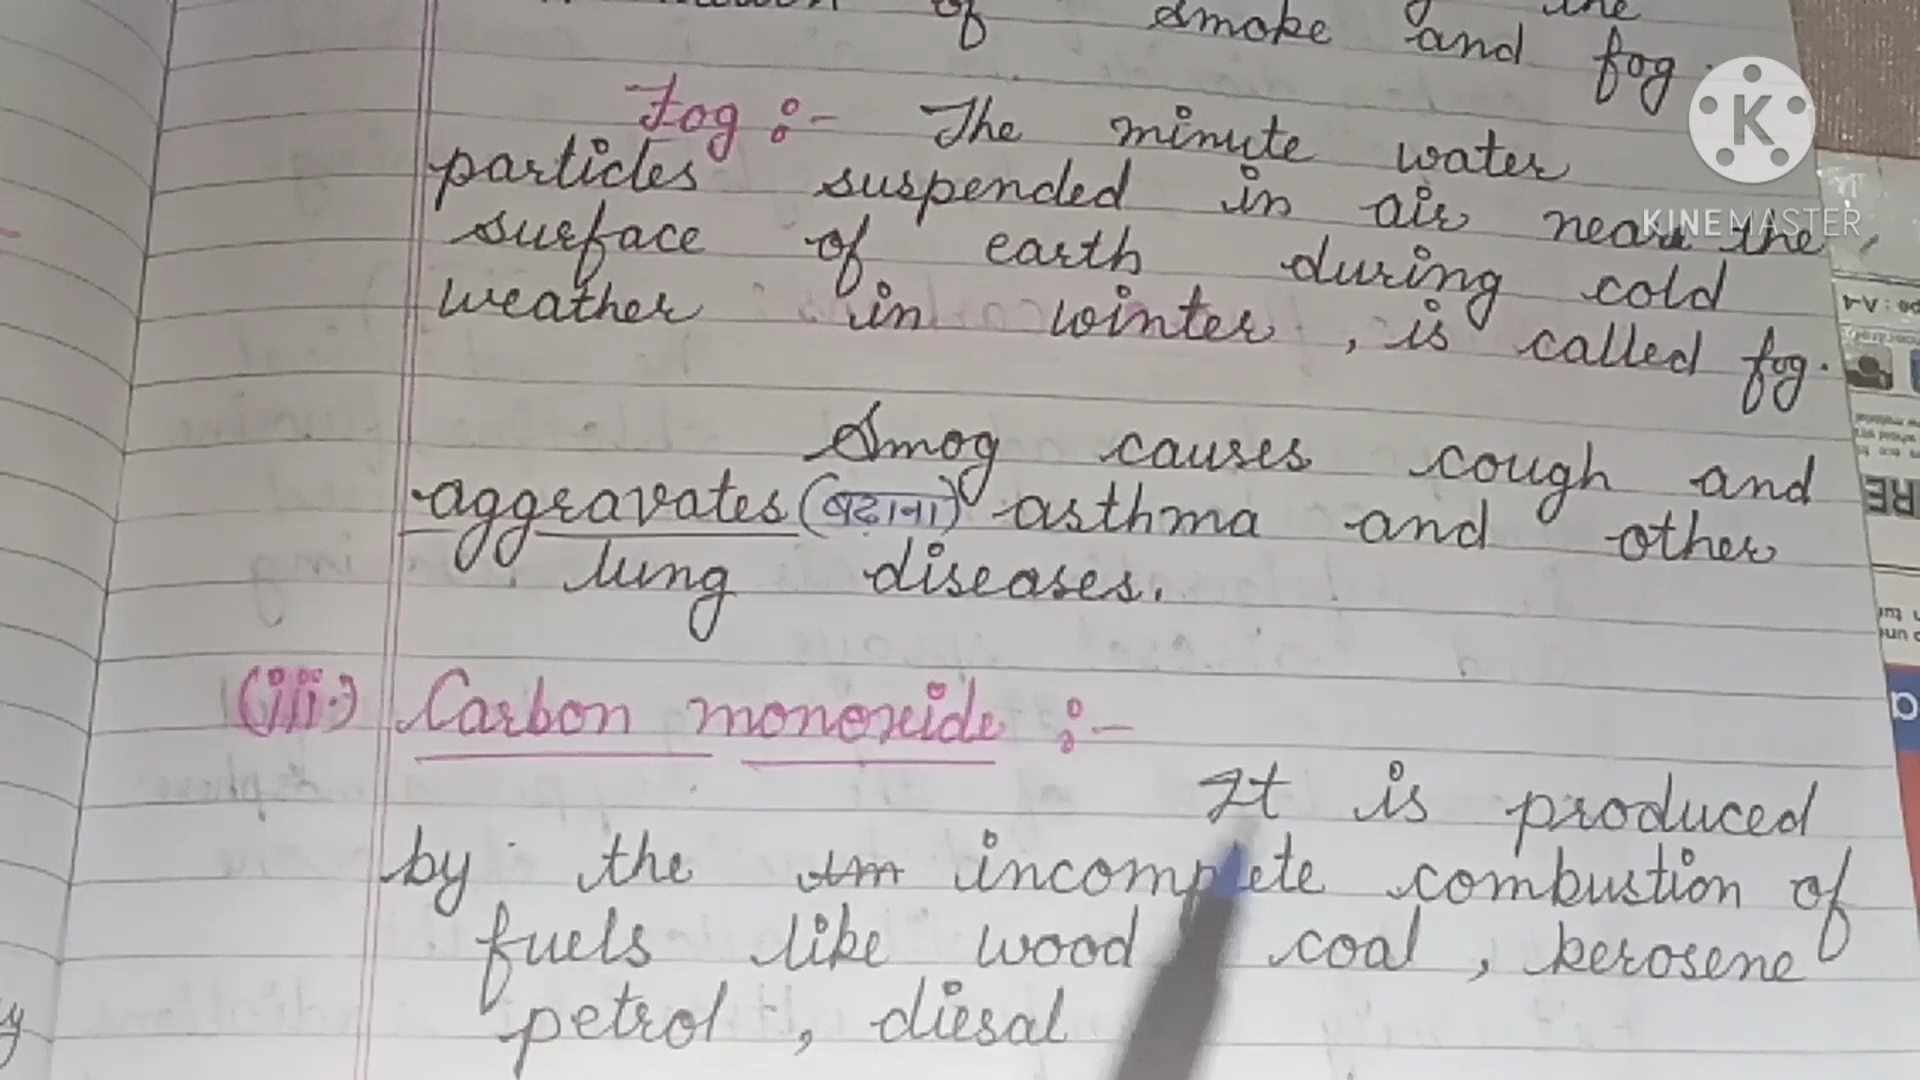 of smoke and fog.
Fog :- The minute water
particles suspended in air near the
surface of earth during cold
weather in winter, is called fog.
Smog causes cough and
aggravates (बढ़ाना) asthma and other
lung diseases.
(iii) Carbon monoxide :-
It is produced
by the im incomplete combustion of
fuels like wood coal, kerosene
petrol, diesal
K
KINEMASTER